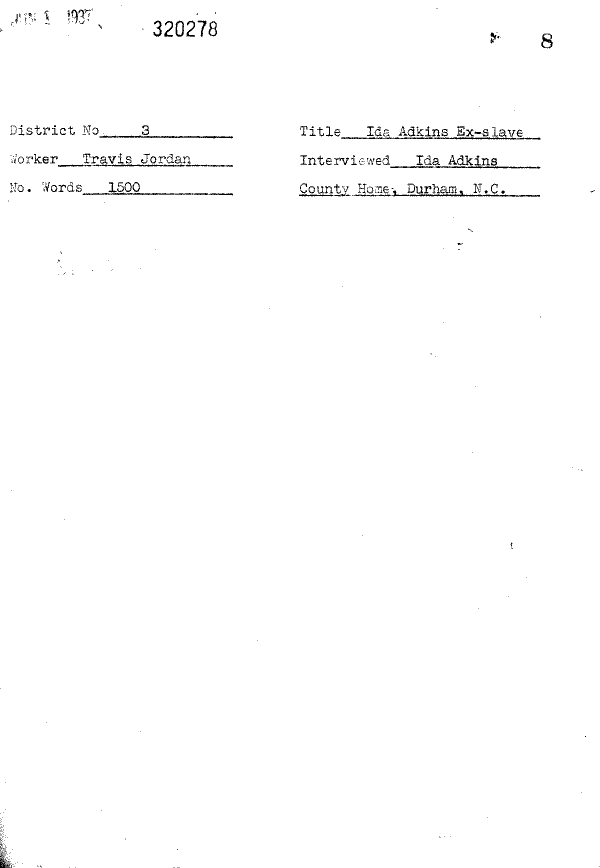 JUN 1 1937
320278
8
District No 3
Worker Travis Jordan
No. Words 1500
Title Ida Adkins Ex-slave
Interviewed Ida Adkins
County Home, Durham, N.C.